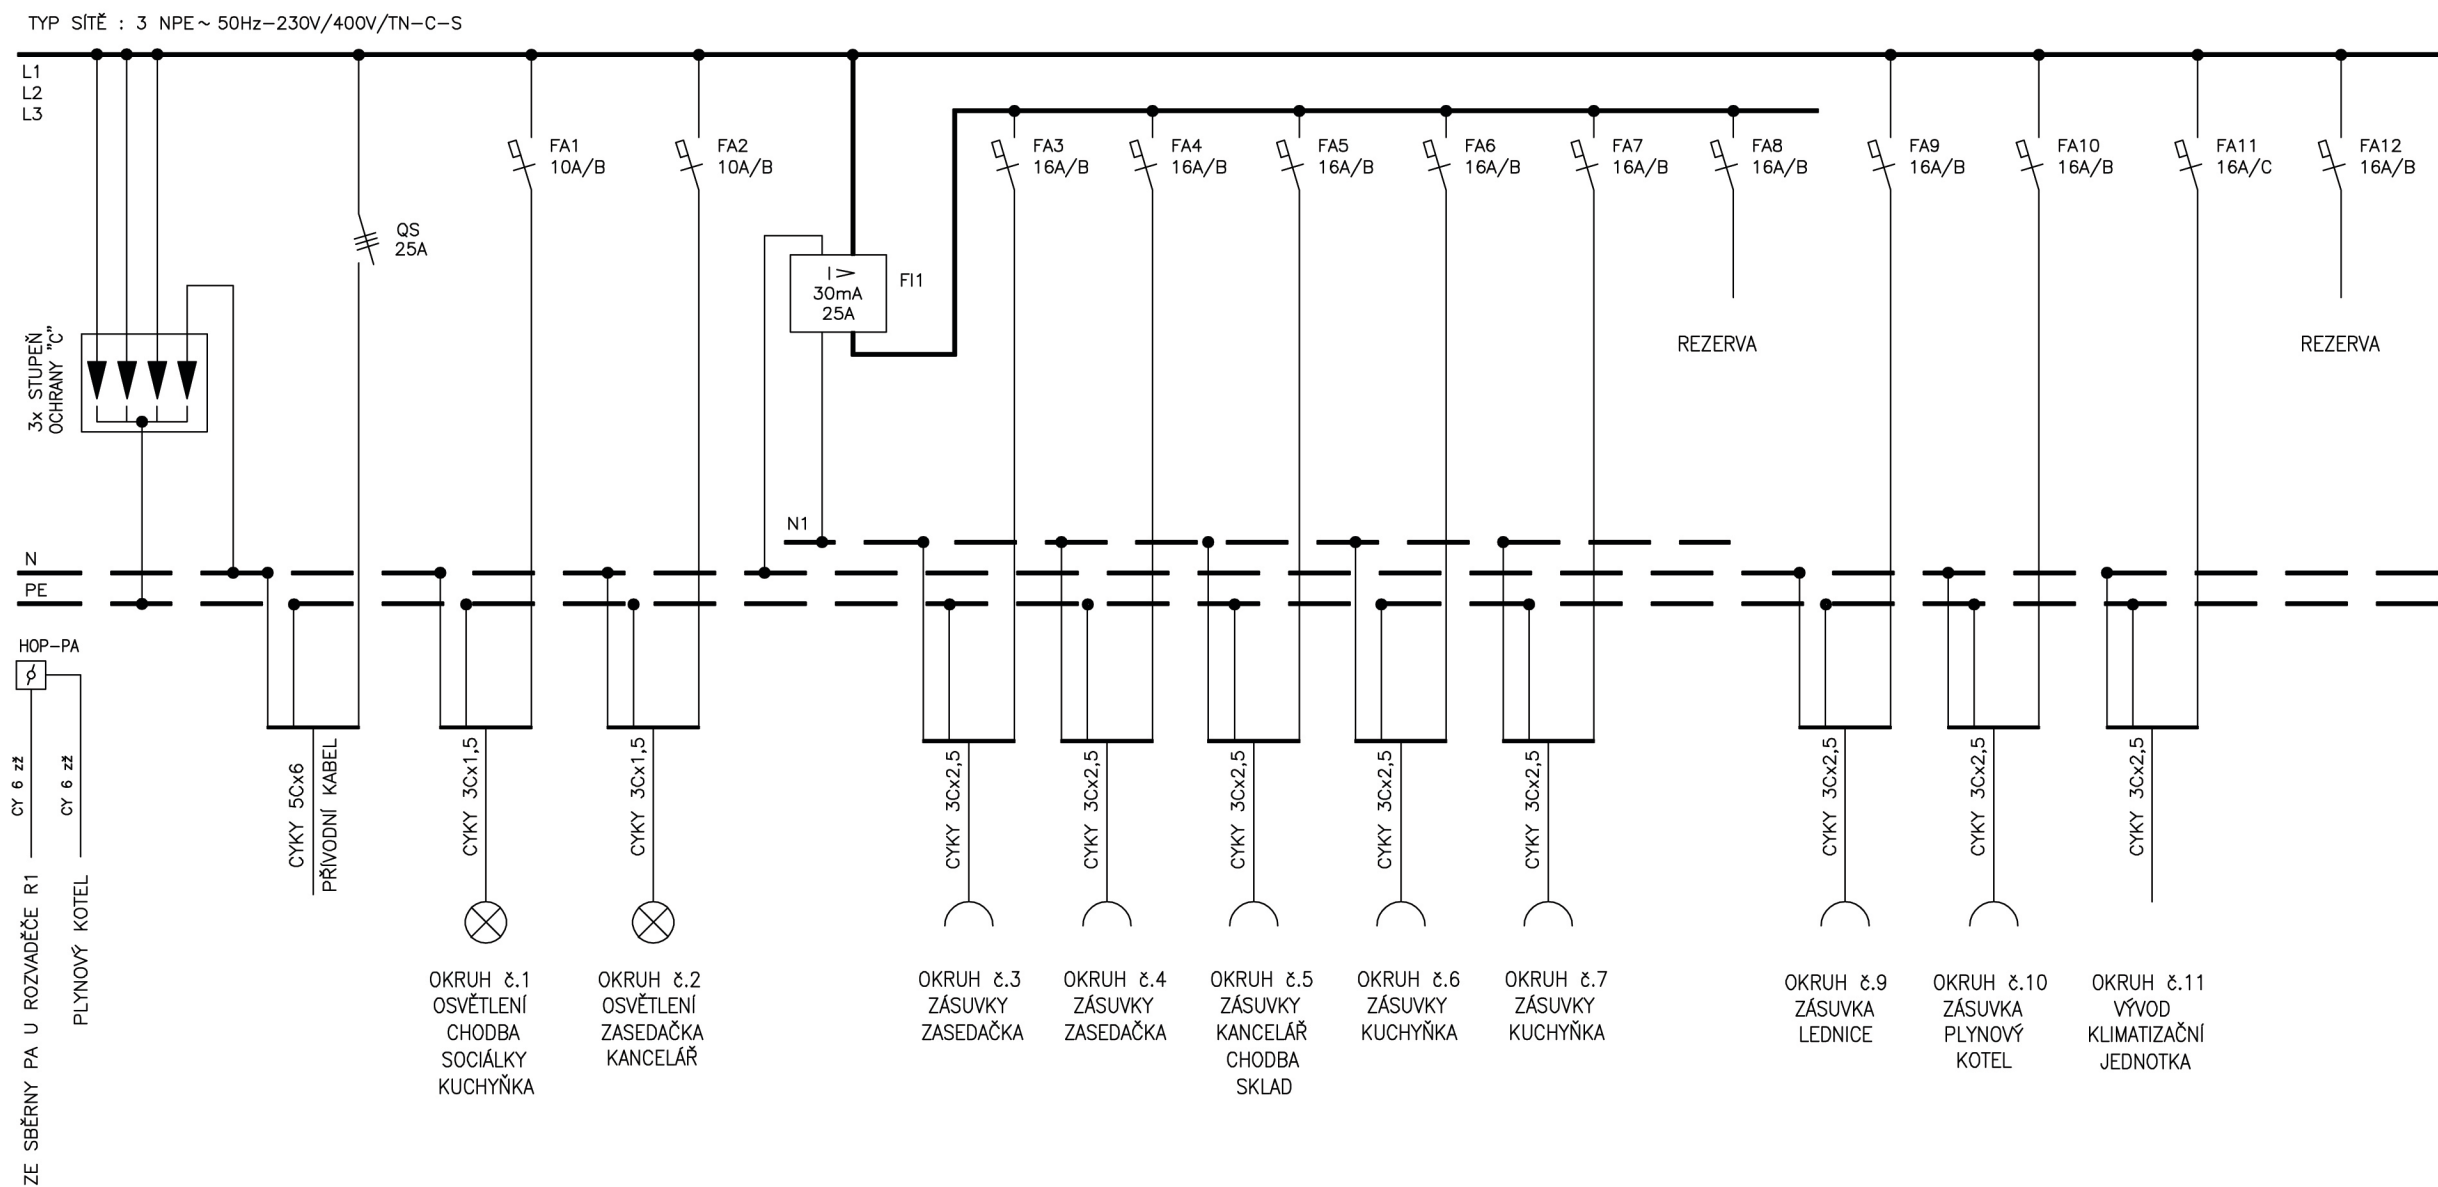 TYP SÍTĚ : 3 NPE~ 50Hz-230V/400V/TN-C-S
L1
L2
L3
FA1
10A/B
FA2
10A/B
FA3
16A/B
FA4
16A/B
FA5
16A/B
FA6
16A/B
FA7
16A/B
FA8
16A/B
FA9
16A/B
FA10
16A/B
FA11
16A/C
FA12
16A/B
QS
25A
I >
30mA
25A
FI1
3x STUPEŇ
OCHRANY "C"
REZERVA
REZERVA
N1
N
PE
HOP-PA
CY 6 zž
CY 6 zž
ZE SBĚRNY PA U ROZVADĚČE R1
PLYNOVÝ KOTEL
CYKY 5Cx6
PŘÍVODNÍ KABEL
CYKY 3Cx1,5
CYKY 3Cx1,5
CYKY 3Cx2,5
CYKY 3Cx2,5
CYKY 3Cx2,5
CYKY 3Cx2,5
CYKY 3Cx2,5
CYKY 3Cx2,5
CYKY 3Cx2,5
CYKY 3Cx2,5
OKRUH č.1
OSVĚTLENÍ
CHODBA
SOCIÁLKY
KUCHYŇKA
OKRUH č.2
OSVĚTLENÍ
ZASEDAČKA
KANCELÁŘ
OKRUH č.3
ZÁSUVKY
ZASEDAČKA
OKRUH č.4
ZÁSUVKY
ZASEDAČKA
OKRUH č.5
ZÁSUVKY
KANCELÁŘ
CHODBA
SKLAD
OKRUH č.6
ZÁSUVKY
KUCHYŇKA
OKRUH č.7
ZÁSUVKY
KUCHYŇKA
OKRUH č.9
ZÁSUVKA
LEDNICE
OKRUH č.10
ZÁSUVKA
PLYNOVÝ
KOTEL
OKRUH č.11
VÝVOD
KLIMATIZAČNÍ
JEDNOTKA